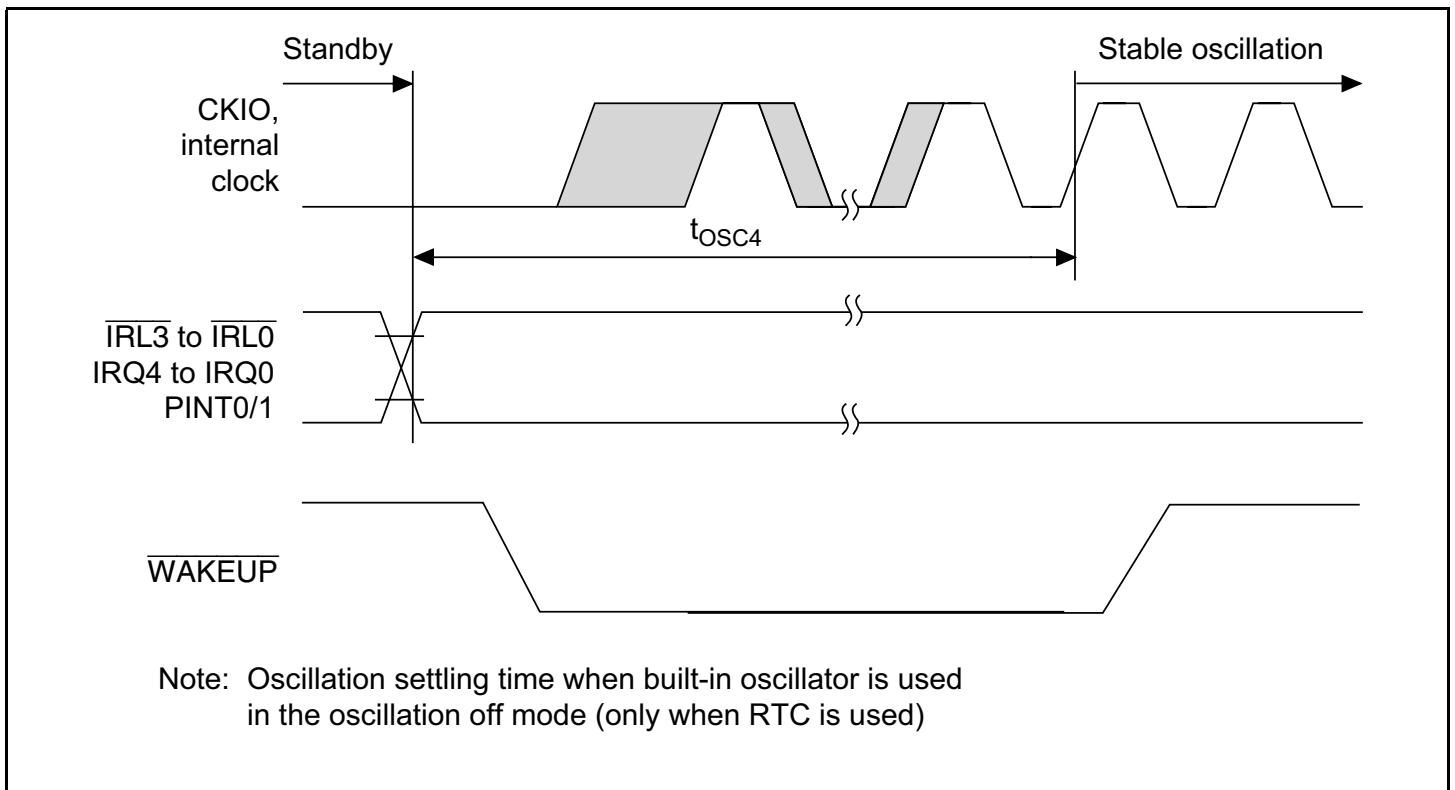 Standby
Stable oscillation
CKIO,
internal
clock
tOSC4
IRL3 to IRL0
IRQ4 to IRQ0
PINT0/1
WAKEUP
Note: Oscillation settling time when built-in oscillator is used
in the oscillation off mode (only when RTC is used)